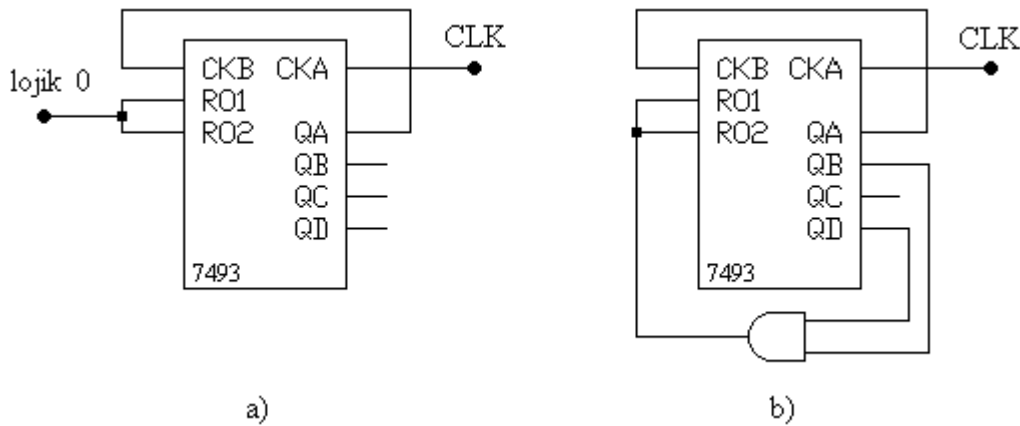 CLK
lojik 0
CKB CKA
RO1
RO2 QA
QB
QC
QD
7493
a)
CLK
CKB CKA
RO1
RO2 QA
QB
QC
QD
7493
b)